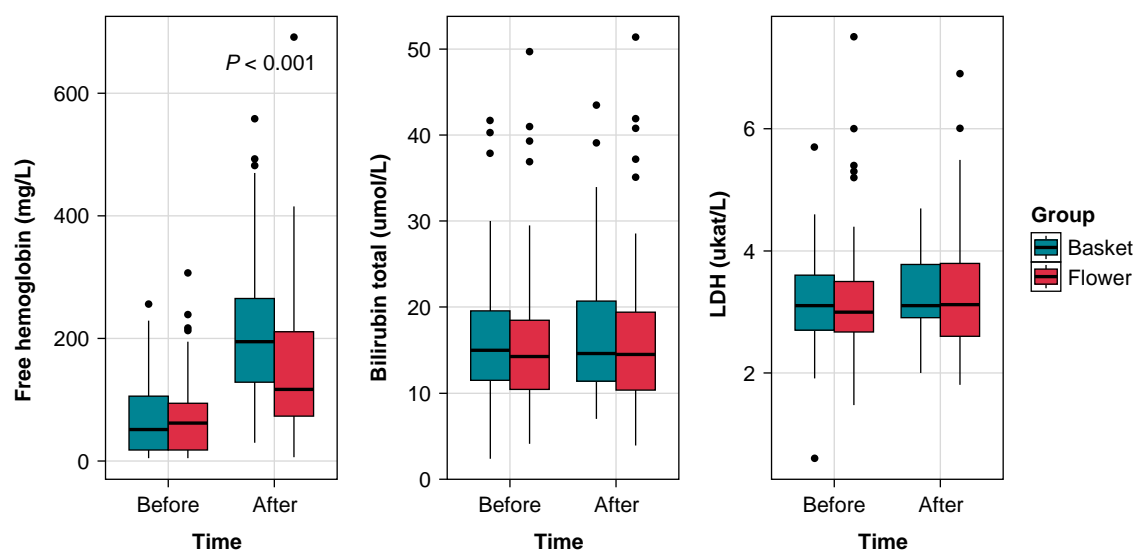 Free hemoglobin (mg/L)
600
400
200
0
P < 0.001
Before
After
Time
Bilirubin total (umol/L)
50
40
30
20
10
0
Before
After
Time
LDH (ukat/L)
6
4
2
Before
After
Time
Group
Basket
Flower